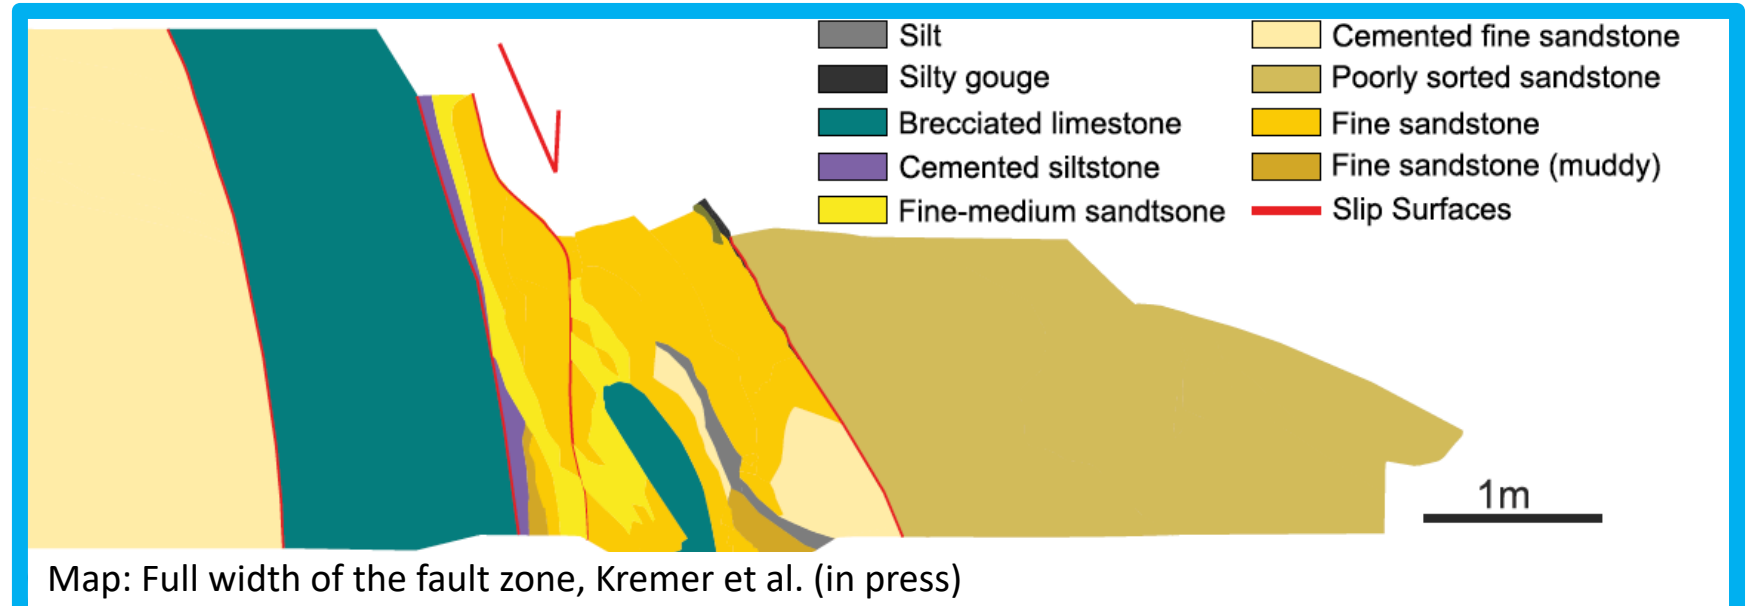 Silt
Silty gouge
Brecciated limestone
Cemented siltstone
Fine-medium sandtsone
Cemented fine sandstone
Poorly sorted sandstone
Fine sandstone
Fine sandstone (muddy)
Slip Surfaces
1m
Map: Full width of the fault zone, Kremer et al. (in press)